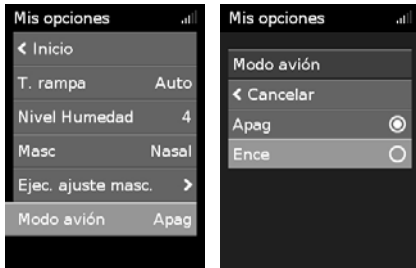 Mis opciones
< Inicio
T. rampa Auto
Nivel Humedad 4
Masc Nasal
Ejec. ajuste masc. >
Modo avión Apag
Mis opciones
Modo avión
< Cancelar
Apag
Ence